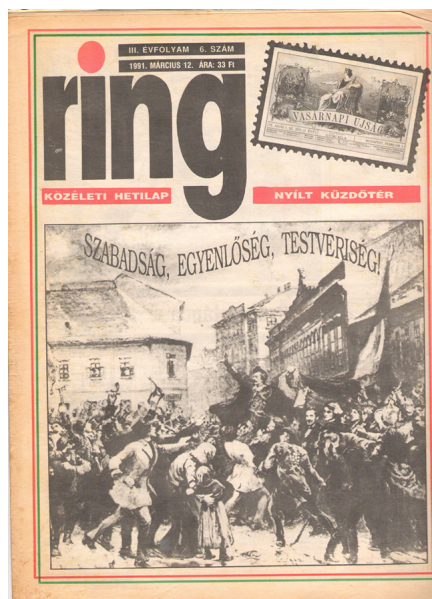 III. ÉVFOLYAM 6. SZÁM
1991. MÁRCIUS 12. ÁRA: 33 Ft
ring
VASÁRNAPI UJSÁG
KÖZÉLETI HETILAP
NYÍLT KÜZDŐTÉR
SZABADSÁG, EGYENLŐSÉG, TESTVÉRISÉG!